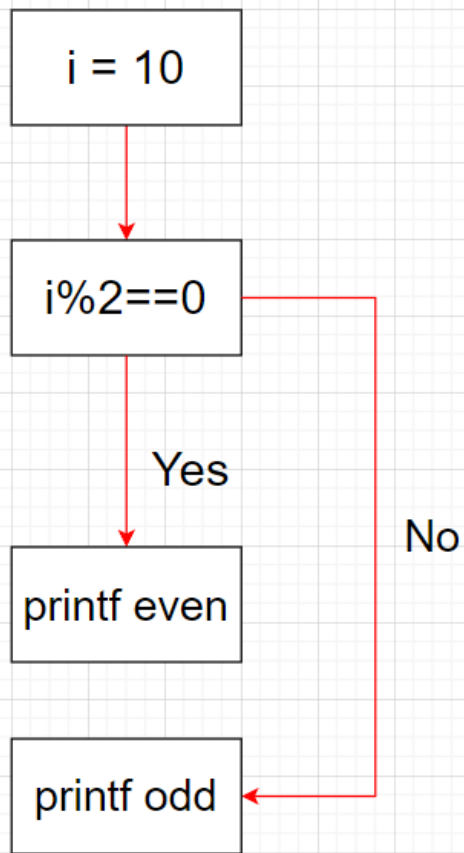 i = 10
i%2==0
Yes
No
printf even
printf odd